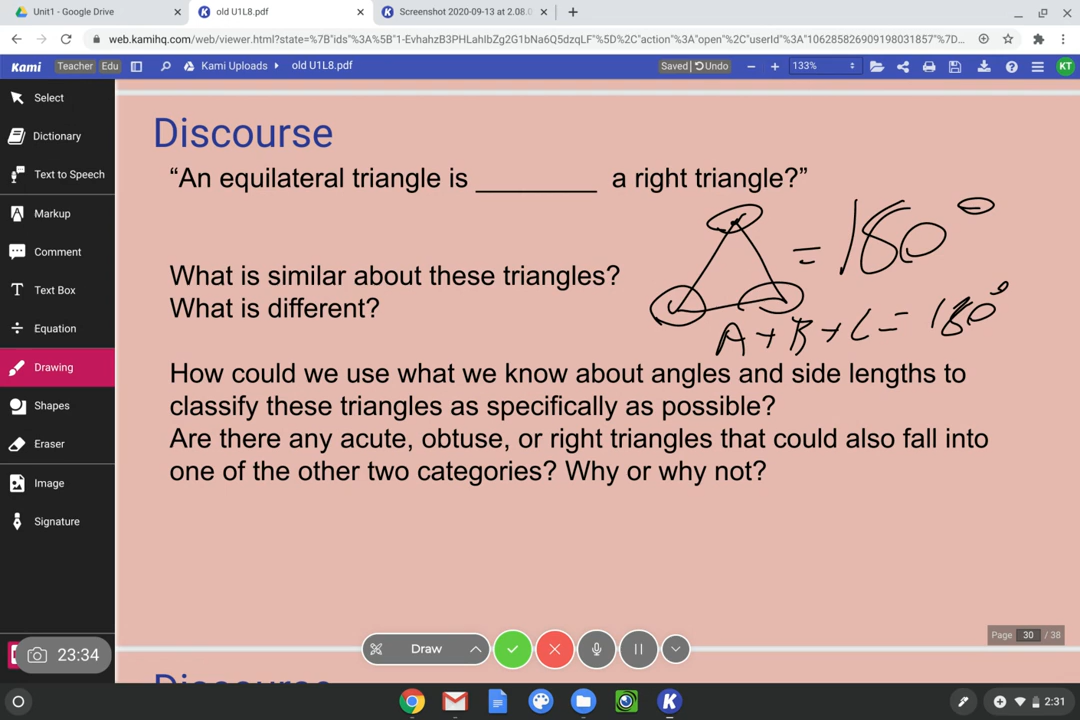 Unit1 - Google Drive
old U1L8.pdf
Screenshot 2020-09-13 at 2.08.0
web.kamihq.com/web/viewer.html?state=%7B"ids"%3A%5B"1-EvhahzB3PHLahIbZg2G1bNa6Q5dzqLF"%5D%2C"action"%3A"open"%2C"userId"%3A"106285826909198031857"%7D...
Kami Teacher Edu Kami Uploads old U1L8.pdf Saved Undo 133% KT
Select
Dictionary
Text to Speech
Markup
Comment
Text Box
Equation
Drawing
Shapes
Eraser
Image
Signature
Discourse
“An equilateral triangle is ________ a right triangle?”
= 180°
What is similar about these triangles?
What is different?
A + B + C = 180°
How could we use what we know about angles and side lengths to
classify these triangles as specifically as possible?
Are there any acute, obtuse, or right triangles that could also fall into
one of the other two categories? Why or why not?
Page 30 / 38
23:34
Draw
Discourse
2:31